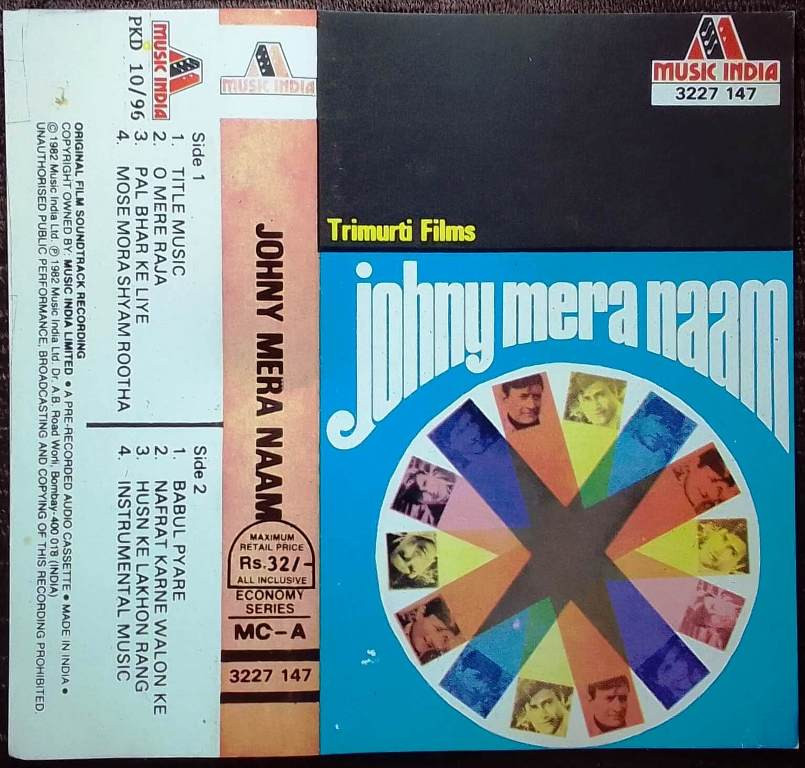 MUSIC INDIA
PKD 10/96
Side 1
1. TITLE MUSIC
2. O MERE RAJA
3. PAL BHAR KE LIYE
4. MOSE MORA SHYAM ROOTHA
Side 2
1. BABUL PYARE
2. NAFRAT KARNE WALON KE
3. HUSN KE LAKHON RANG
4. INSTRUMENTAL MUSIC
ORIGINAL FILM SOUNDTRACK RECORDING
COPYRIGHT OWNED BY: MUSIC INDIA LIMITED ● A PRE-RECORDED AUDIO CASSETTE ● MADE IN INDIA ●
© 1982 Music India Ltd. ℗ 1982 Music India Ltd. Dr. A.B. Road Worli, Bombay-400 018 (INDIA)
UNAUTHORISED PUBLIC PERFORMANCE, BROADCASTING AND COPYING OF THIS RECORDING PROHIBITED.
MUSIC INDIA
JOHNY MERA NAAM
MAXIMUM
RETAIL PRICE
Rs.32/-
ALL INCLUSIVE
ECONOMY
SERIES
MC-A
3227 147
MUSIC INDIA
3227 147
Trimurti Films
johny mera naam